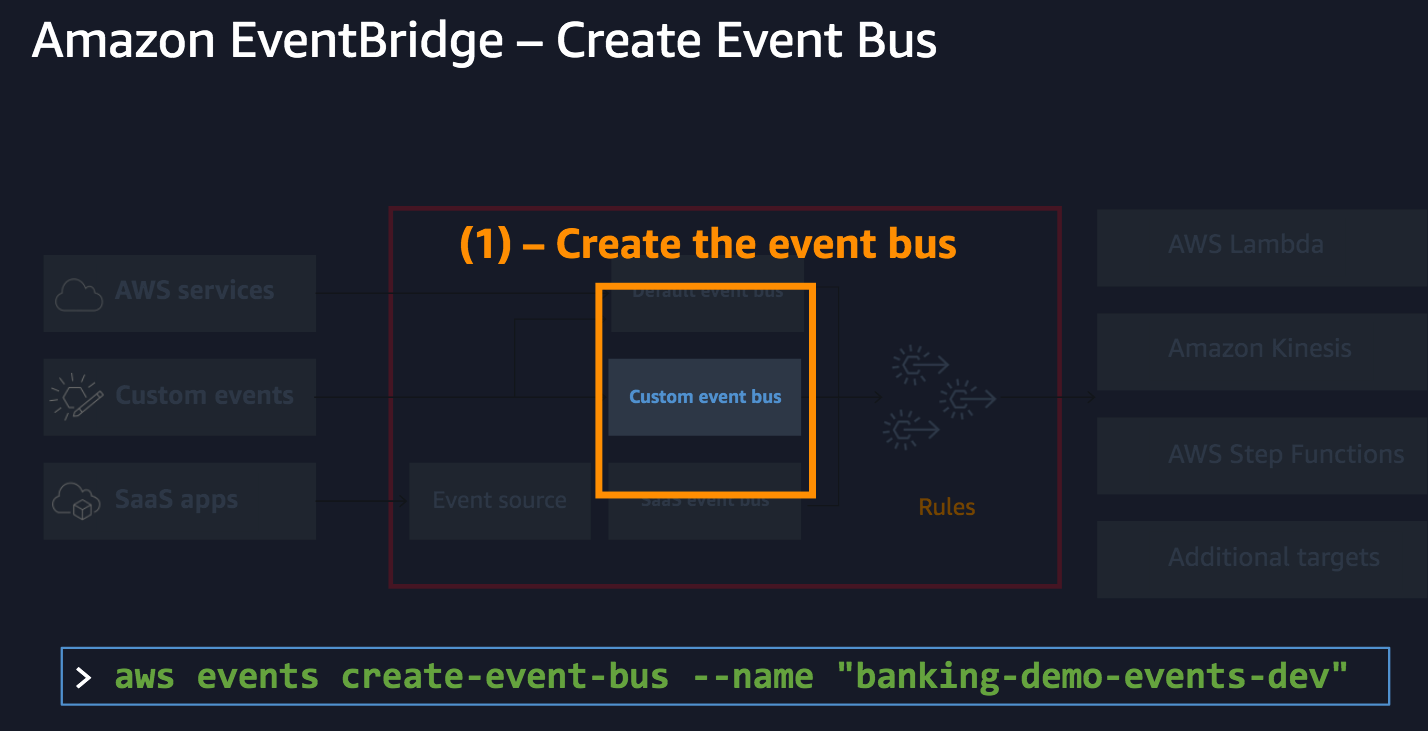 Amazon EventBridge – Create Event Bus
(1) – Create the event bus
AWS services
Custom events
SaaS apps
Event source
Default event bus
Custom event bus
SaaS event bus
Rules
AWS Lambda
Amazon Kinesis
AWS Step Functions
Additional targets
> aws events create-event-bus --name "banking-demo-events-dev"